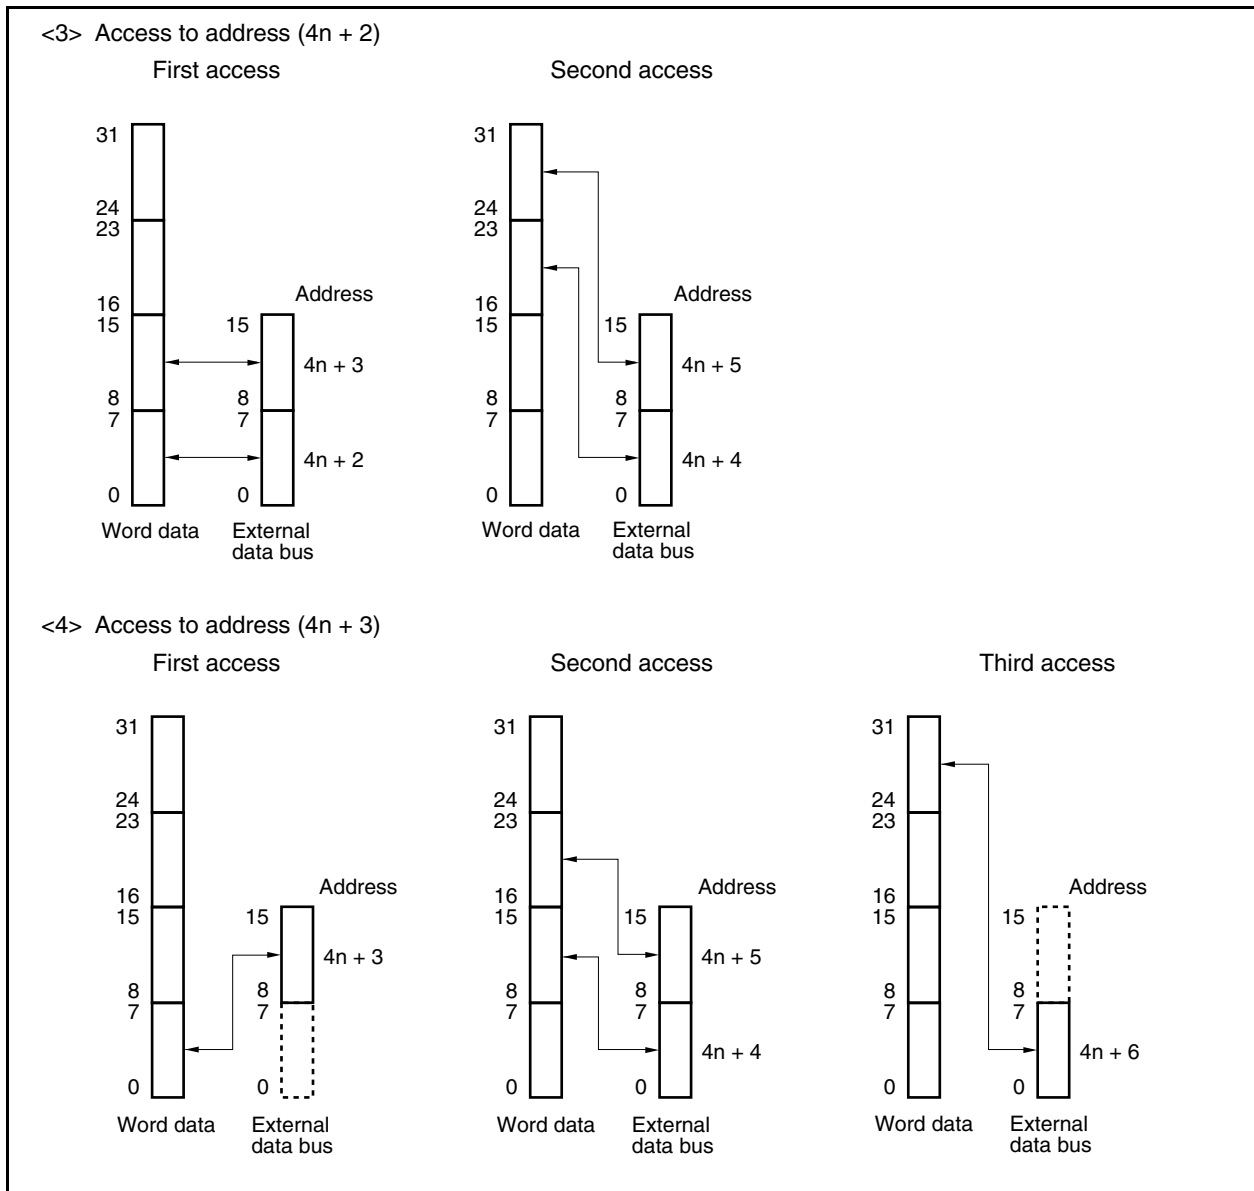 <3> Access to address (4n + 2)
First access
Second access
31
24
23
16
15
8
7
0
Word data
Address
15
4n + 3
8
7
4n + 2
0
External
data bus
31
24
23
16
15
8
7
0
Word data
Address
15
4n + 5
8
7
4n + 4
0
External
data bus
<4> Access to address (4n + 3)
First access
Second access
Third access
31
24
23
16
15
8
7
0
Word data
Address
15
4n + 3
8
7
0
External
data bus
31
24
23
16
15
8
7
0
Word data
Address
15
4n + 5
8
7
4n + 4
0
External
data bus
31
24
23
16
15
8
7
0
Word data
Address
15
8
7
4n + 6
0
External
data bus